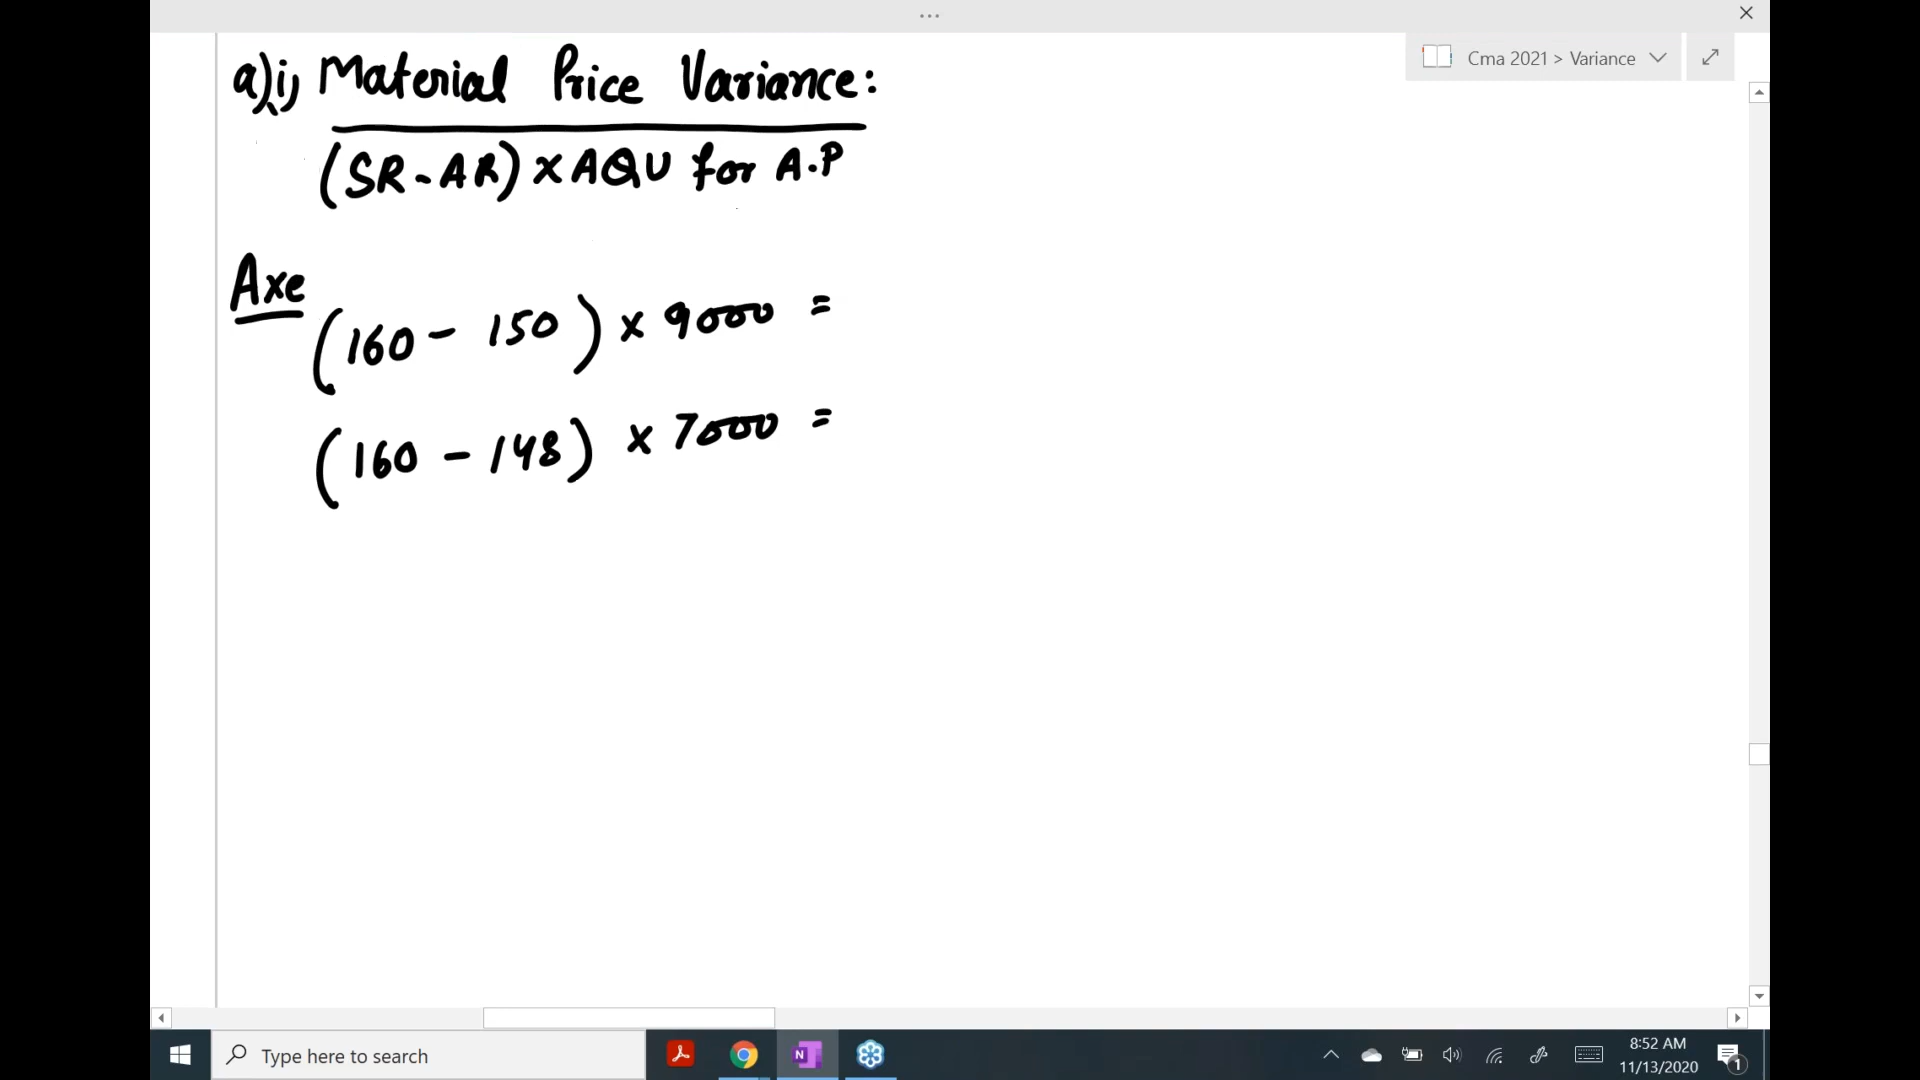 Cma 2021 > Variance
a)i) Material Price Variance:
(SR-AR) x AQU for A.P
Axe
(160 - 150) x 9000 =
(160 - 148) x 7000 =
Type here to search
8:52 AM
11/13/2020
1